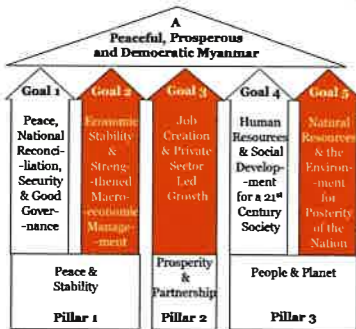 A
Peaceful, Prosperous
and Democratic Myanmar
Goal 1
Peace,
National
Reconci-
-liation,
Security
& Good
Gover-
-nance
Goal 2
Economic
Stability
&
Streng-
-thened
Macro-
-economic
Manage-
-ment
Goal 3
Job
Creation
& Private
Sector
Led
Growth
Goal 4
Human
Resources
& Social
Develop-
-ment
for a 21st
Century
Society
Goal 5
Natural
Resources
& the
Environ-
-ment
for
Posterity
of the
Nation
Peace &
Stability
Pillar 1
Prosperity
&
Partnership
Pillar 2
People & Planet
Pillar 3